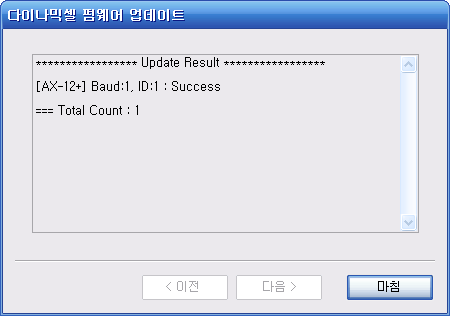 다이나믹셀 펌웨어 업데이트
***************** Update Result *****************
[AX-12+] Baud:1, ID:1 : Success
=== Total Count : 1
< 이전
다음 >
마침